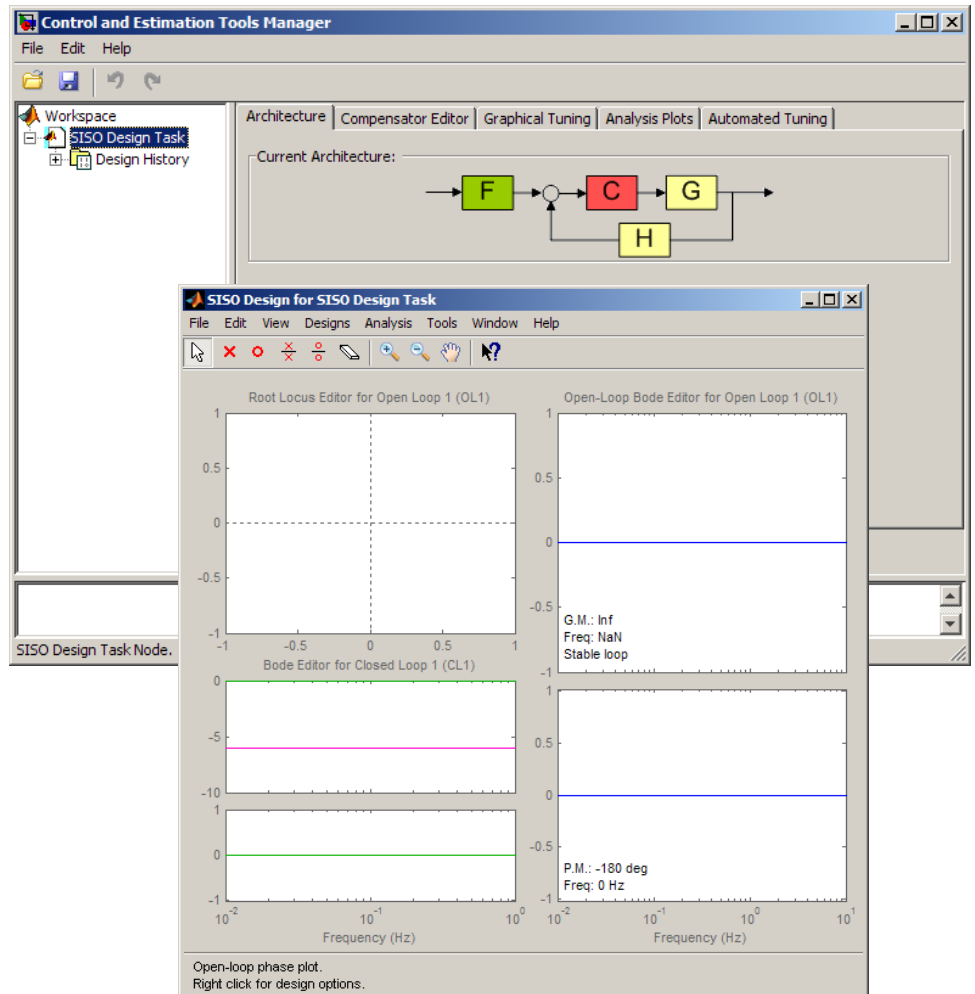 Control and Estimation Tools Manager
File Edit Help
Workspace
SISO Design Task
Design History
Architecture Compensator Editor Graphical Tuning Analysis Plots Automated Tuning
Current Architecture:
F C G
H
SISO Design Task Node.
SISO Design for SISO Design Task
File Edit View Designs Analysis Tools Window Help
Root Locus Editor for Open Loop 1 (OL1)
1
0.5
0
-0.5
-1
-1 -0.5 0 0.5 1
Bode Editor for Closed Loop 1 (CL1)
0
-5
-10
1
0
-1
10^-2 10^-1 10^0
Frequency (Hz)
Open-Loop Bode Editor for Open Loop 1 (OL1)
1
0.5
0
-0.5
G.M.: Inf
Freq: NaN
Stable loop
-1
1
0.5
0
-0.5
P.M.: -180 deg
Freq: 0 Hz
-1
10^-2 10^-1 10^0 10^1
Frequency (Hz)
Open-loop phase plot.
Right click for design options.